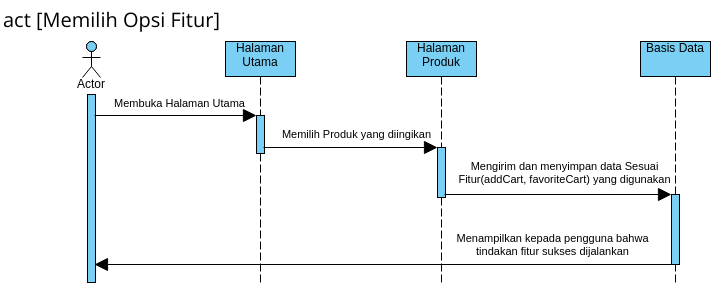 act [Memilih Opsi Fitur]
Halaman
Utama
Halaman
Produk
Basis Data
Actor
Membuka Halaman Utama
Memilih Produk yang diingikan
Mengirim dan menyimpan data Sesuai
Fitur(addCart, favoriteCart) yang digunakan
Menampilkan kepada pengguna bahwa
tindakan fitur sukses dijalankan